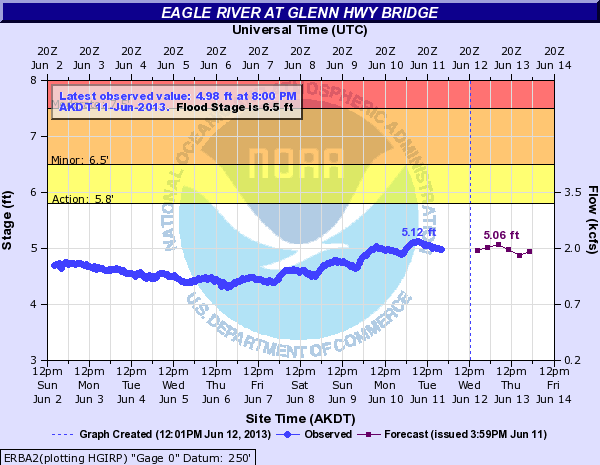 EAGLE RIVER AT GLENN HWY BRIDGE
Universal Time (UTC)
20Z 20Z 20Z 20Z 20Z 20Z 20Z 20Z 20Z 20Z 20Z 20Z 20Z
Jun 2 Jun 3 Jun 4 Jun 5 Jun 6 Jun 7 Jun 8 Jun 9 Jun 10 Jun 11 Jun 12 Jun 13 Jun 14
Latest observed value: 4.98 ft at 8:00 PM
AKDT 11-Jun-2013. Flood Stage is 6.5 ft
Minor: 6.5'
Action: 5.8'
NATIONAL OCEANIC AND ATMOSPHERIC ADMINISTRATION
NOAA
U.S. DEPARTMENT OF COMMERCE
5.12 ft
5.06 ft
Stage (ft)
8
7
6
5
4
3
Flow (kcfs)
3.5
2.0
0.7
0.2
12pm 12pm 12pm 12pm 12pm 12pm 12pm 12pm 12pm 12pm 12pm 12pm 12pm
Sun Mon Tue Wed Thu Fri Sat Sun Mon Tue Wed Thu Fri
Jun 2 Jun 3 Jun 4 Jun 5 Jun 6 Jun 7 Jun 8 Jun 9 Jun 10 Jun 11 Jun 12 Jun 13 Jun 14
Site Time (AKDT)
Graph Created (12:01PM Jun 12, 2013) Observed Forecast (issued 3:59PM Jun 11)
ERBA2(plotting HGIRP) "Gage 0" Datum: 250'